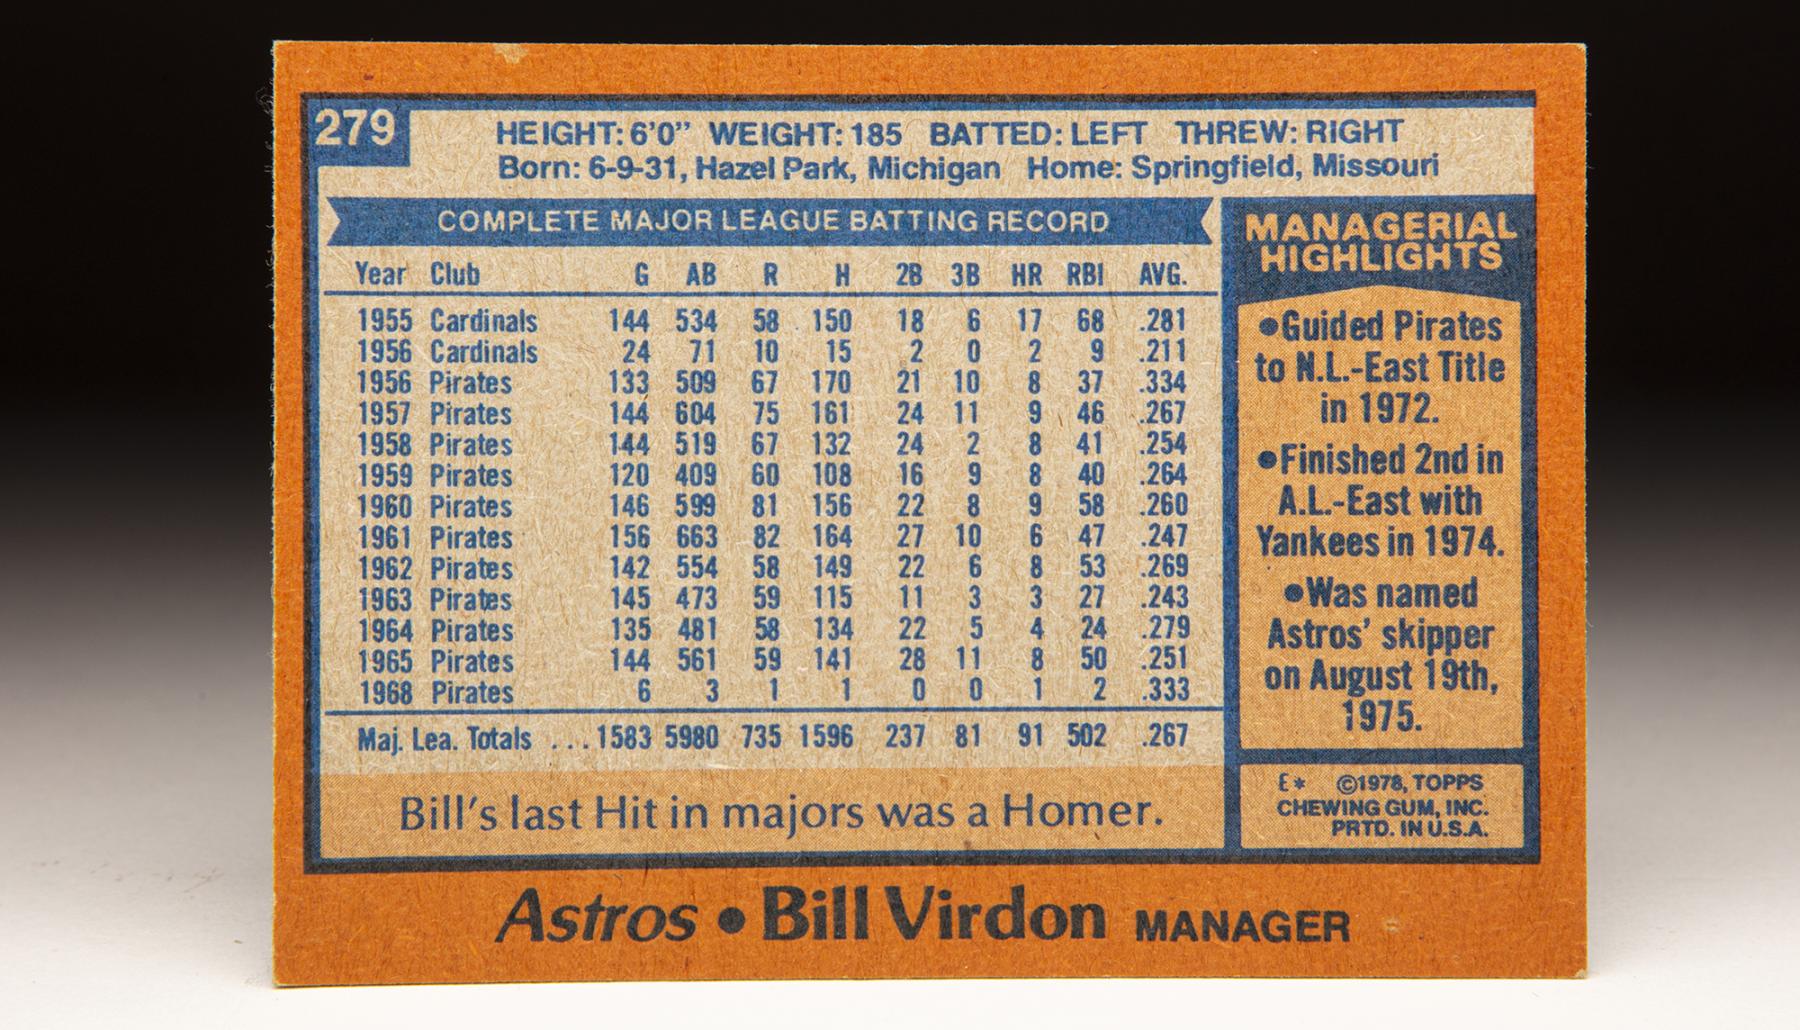 279
HEIGHT: 6'0" WEIGHT: 185 BATTED: LEFT THREW: RIGHT
Born: 6-9-31, Hazel Park, Michigan Home: Springfield, Missouri
COMPLETE MAJOR LEAGUE BATTING RECORD
Year Club G AB R H 2B 3B HR RBI AVG.
1955 Cardinals 144 534 58 150 18 6 17 68 .281
1956 Cardinals 24 71 10 15 2 0 2 9 .211
1956 Pirates 133 509 67 170 21 10 8 37 .334
1957 Pirates 144 604 75 161 24 11 9 46 .267
1958 Pirates 144 519 67 132 24 2 8 41 .254
1959 Pirates 120 409 60 108 16 9 8 40 .264
1960 Pirates 146 599 81 156 22 8 9 58 .260
1961 Pirates 156 663 82 164 27 10 6 47 .247
1962 Pirates 142 554 58 149 22 6 8 53 .269
1963 Pirates 145 473 59 115 11 3 3 27 .243
1964 Pirates 135 481 58 134 22 5 4 24 .279
1965 Pirates 144 561 59 141 28 11 8 50 .251
1968 Pirates 6 3 1 1 0 0 1 2 .333
Maj. Lea. Totals ...1583 5980 735 1596 237 81 91 502 .267
Bill's last Hit in majors was a Homer.
MANAGERIAL
HIGHLIGHTS
●Guided Pirates
to N.L.-East Title
in 1972.
●Finished 2nd in
A.L.-East with
Yankees in 1974.
●Was named
Astros' skipper
on August 19th,
1975.
E* ©1978, TOPPS
CHEWING GUM, INC.
PRTD. IN U.S.A.
Astros ● Bill Virdon MANAGER